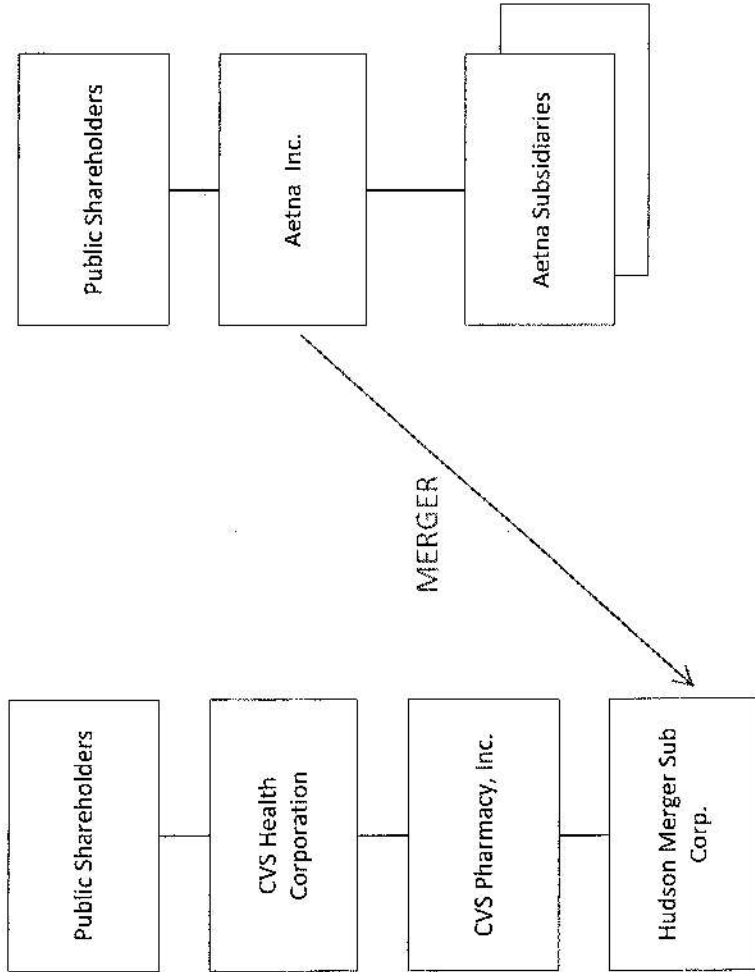 Public Shareholders
CVS Health
Corporation
CVS Pharmacy, Inc.
Hudson Merger Sub
Corp.
MERGER
Public Shareholders
Aetna Inc.
Aetna Subsidiaries